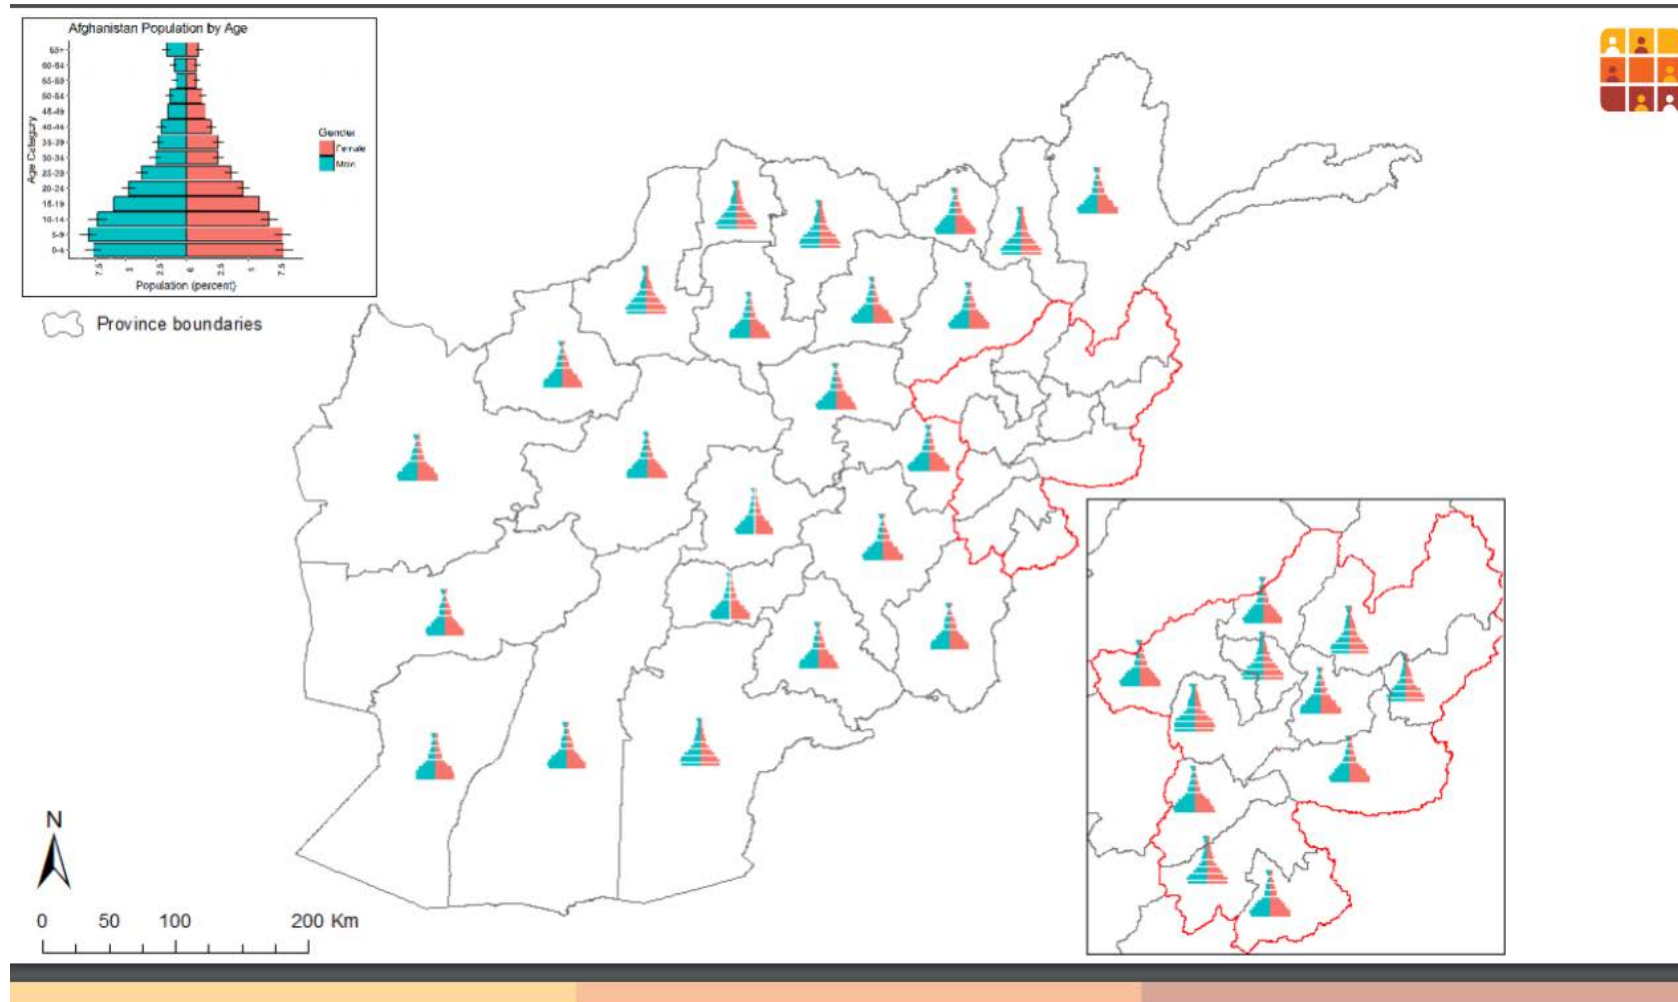 Afghanistan Population by Age
Age Category
65+
60-64
55-59
50-54
45-49
40-44
35-39
30-34
25-29
20-24
15-19
10-14
5-9
0-4
7.5
5
2.5
0
2.5
5
7.5
Population (percent)
Gender
Female
Male
Province boundaries
N
0 50 100 200 Km